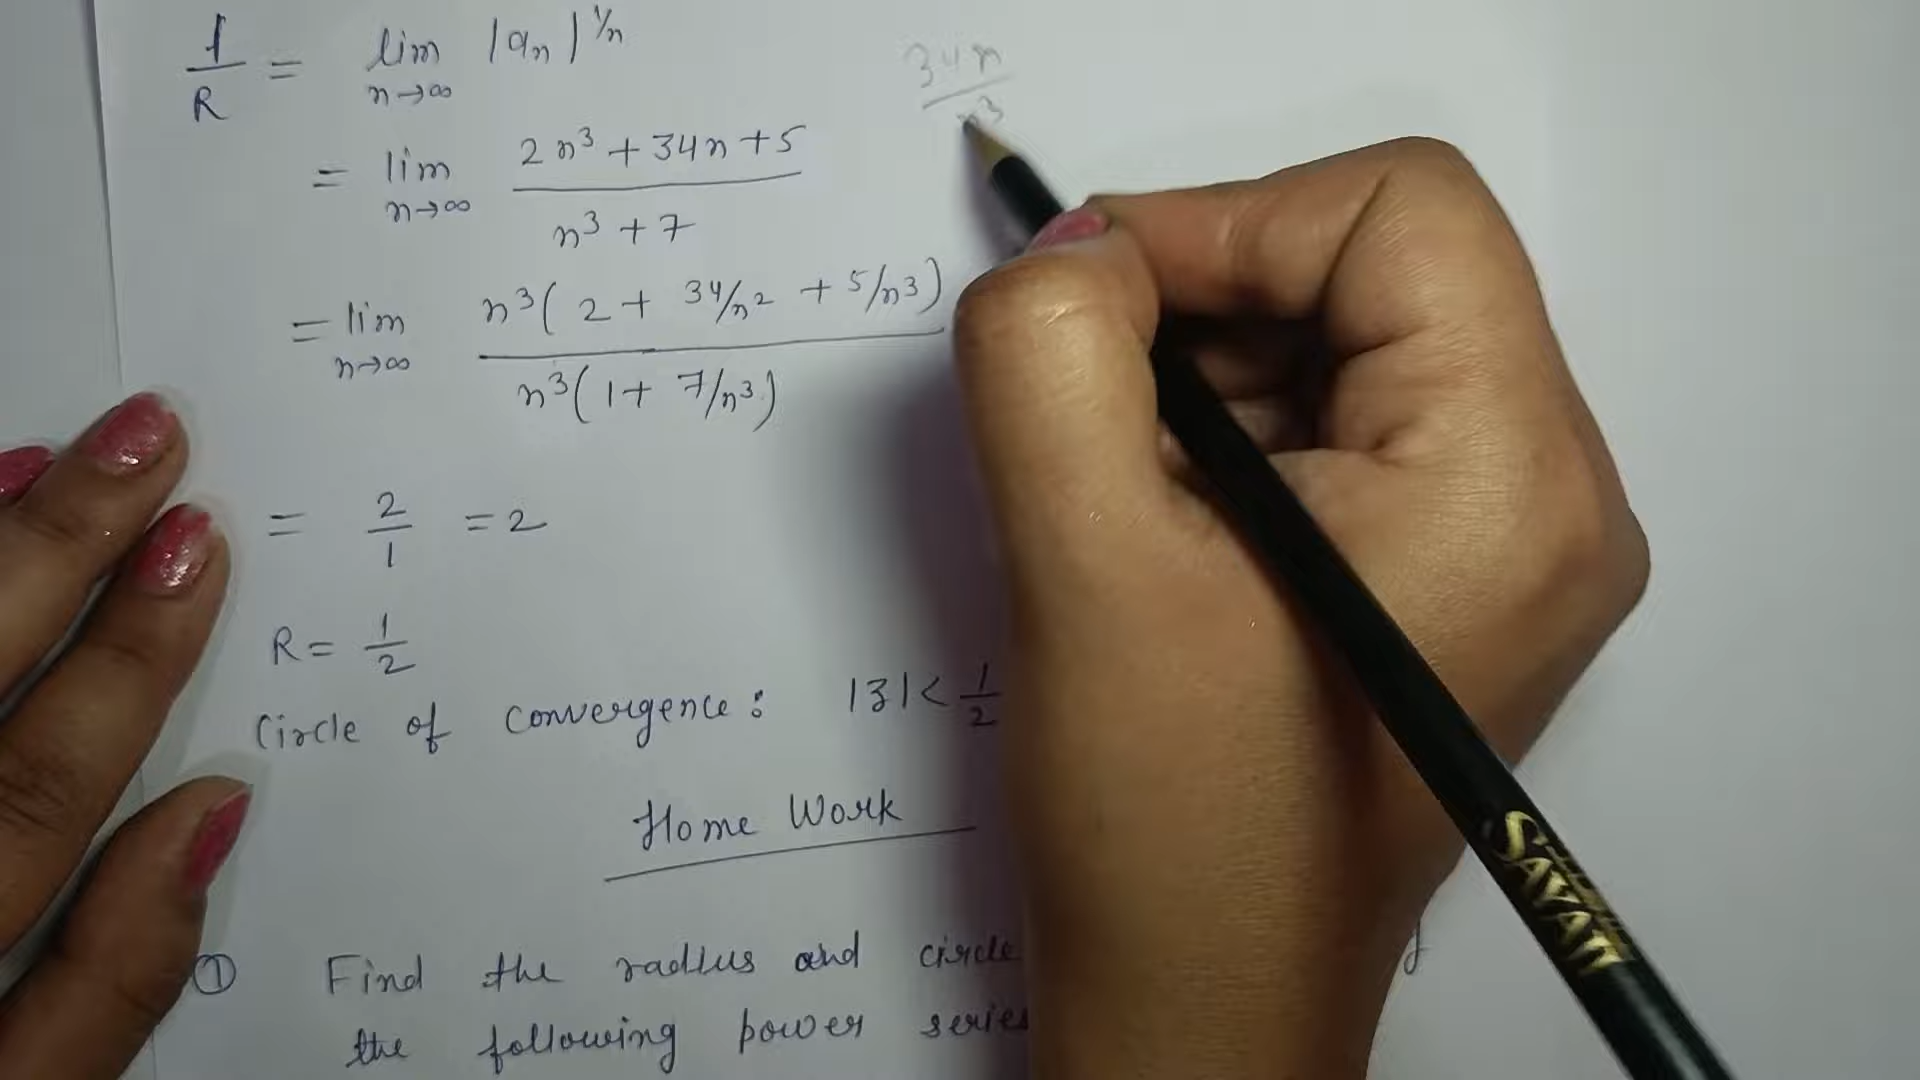 1/R = lim n→∞ |an|^1/n
34n/n³
= lim n→∞ (2n³ + 34n + 5)/(n³ + 7)
= lim n→∞ n³(2 + 34/n² + 5/n³)/n³(1 + 7/n³)
= 2/1 = 2
R = 1/2
Circle of convergence: |z| < 1/2
Home Work
① Find the radius and circle
the following power series
SAVANT